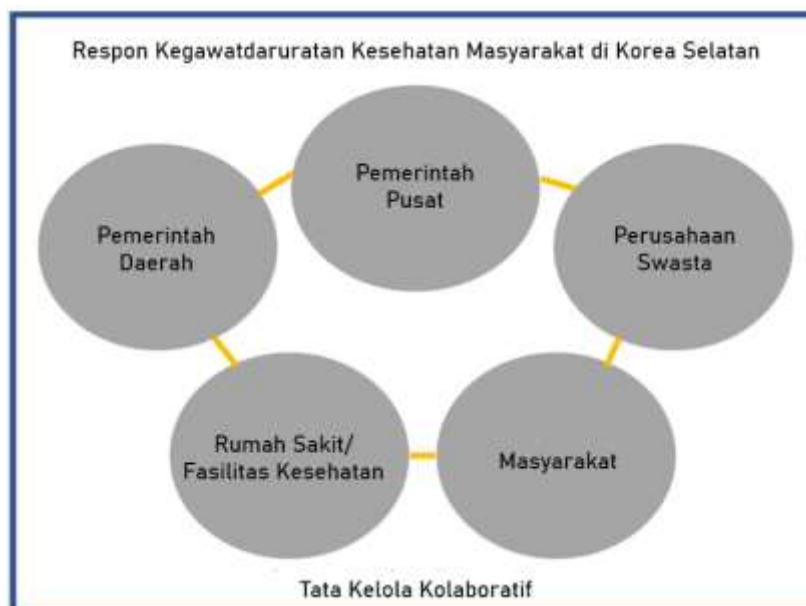 Respon Kegawatdaruratan Kesehatan Masyarakat di Korea Selatan
Pemerintah
Pusat
Pemerintah
Daerah
Perusahaan
Swasta
Rumah Sakit/
Fasilitas Kesehatan
Masyarakat
Tata Kelola Kolaboratif